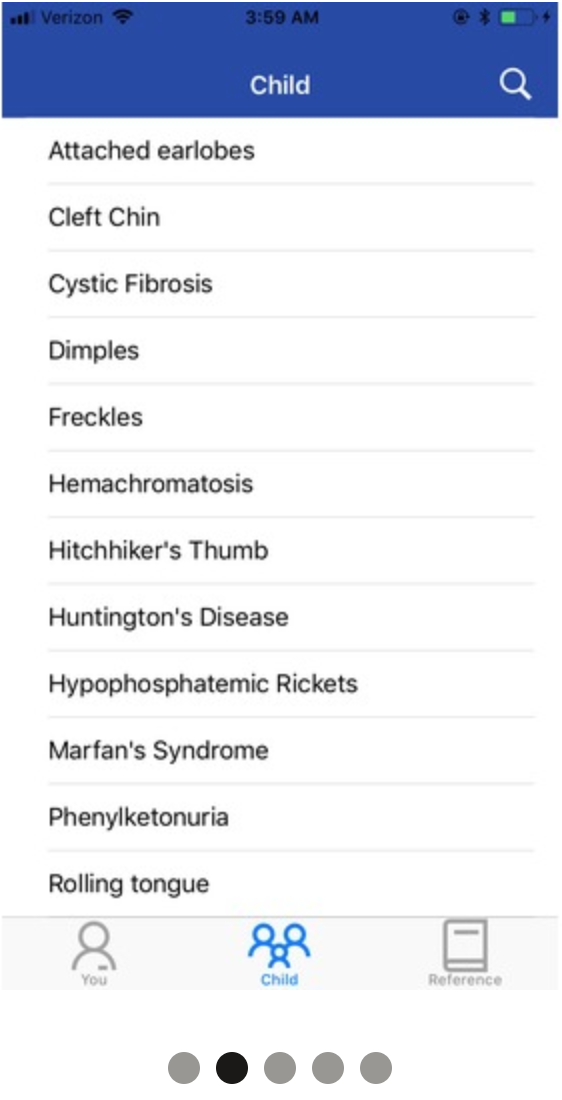 Verizon 3:59 AM
Child
Attached earlobes
Cleft Chin
Cystic Fibrosis
Dimples
Freckles
Hemachromatosis
Hitchhiker's Thumb
Huntington's Disease
Hypophosphatemic Rickets
Marfan's Syndrome
Phenylketonuria
Rolling tongue
You Child Reference